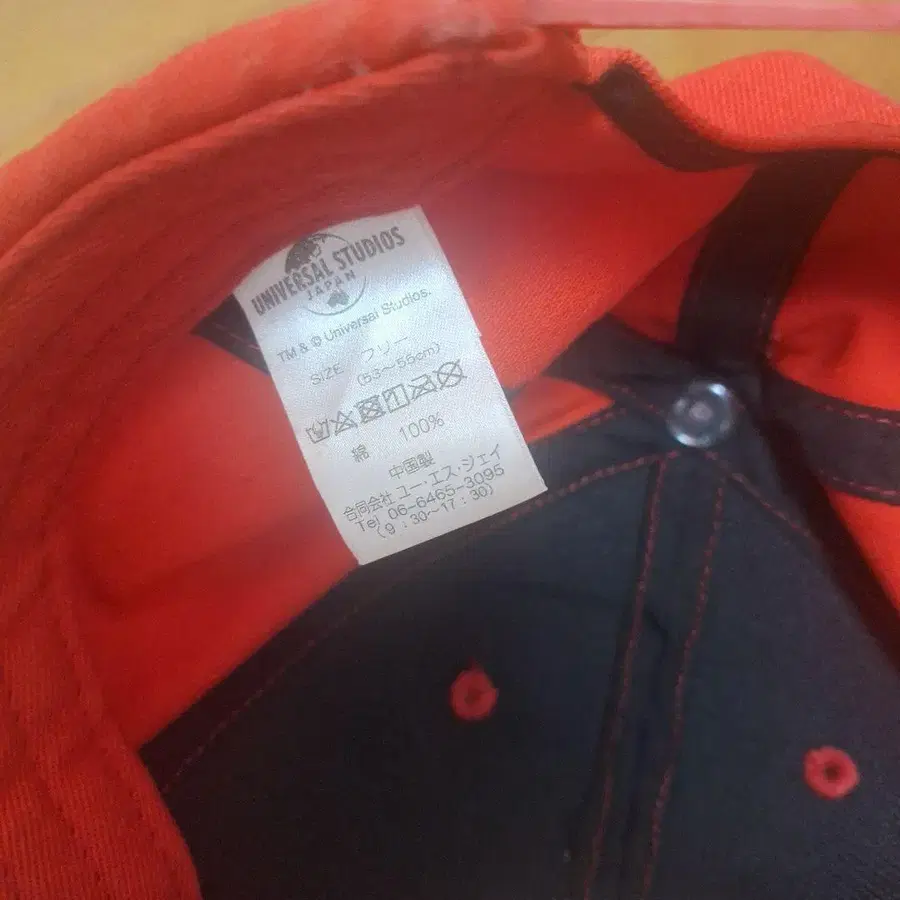 UNIVERSAL STUDIOS
JAPAN
TM & © Universal Studios.
SIZE フリー
(53〜55cm)
綿 100%
中国製
合同会社 ユー・エス・ジェイ
Tel 06-6465-3095
(9:30〜17:30)